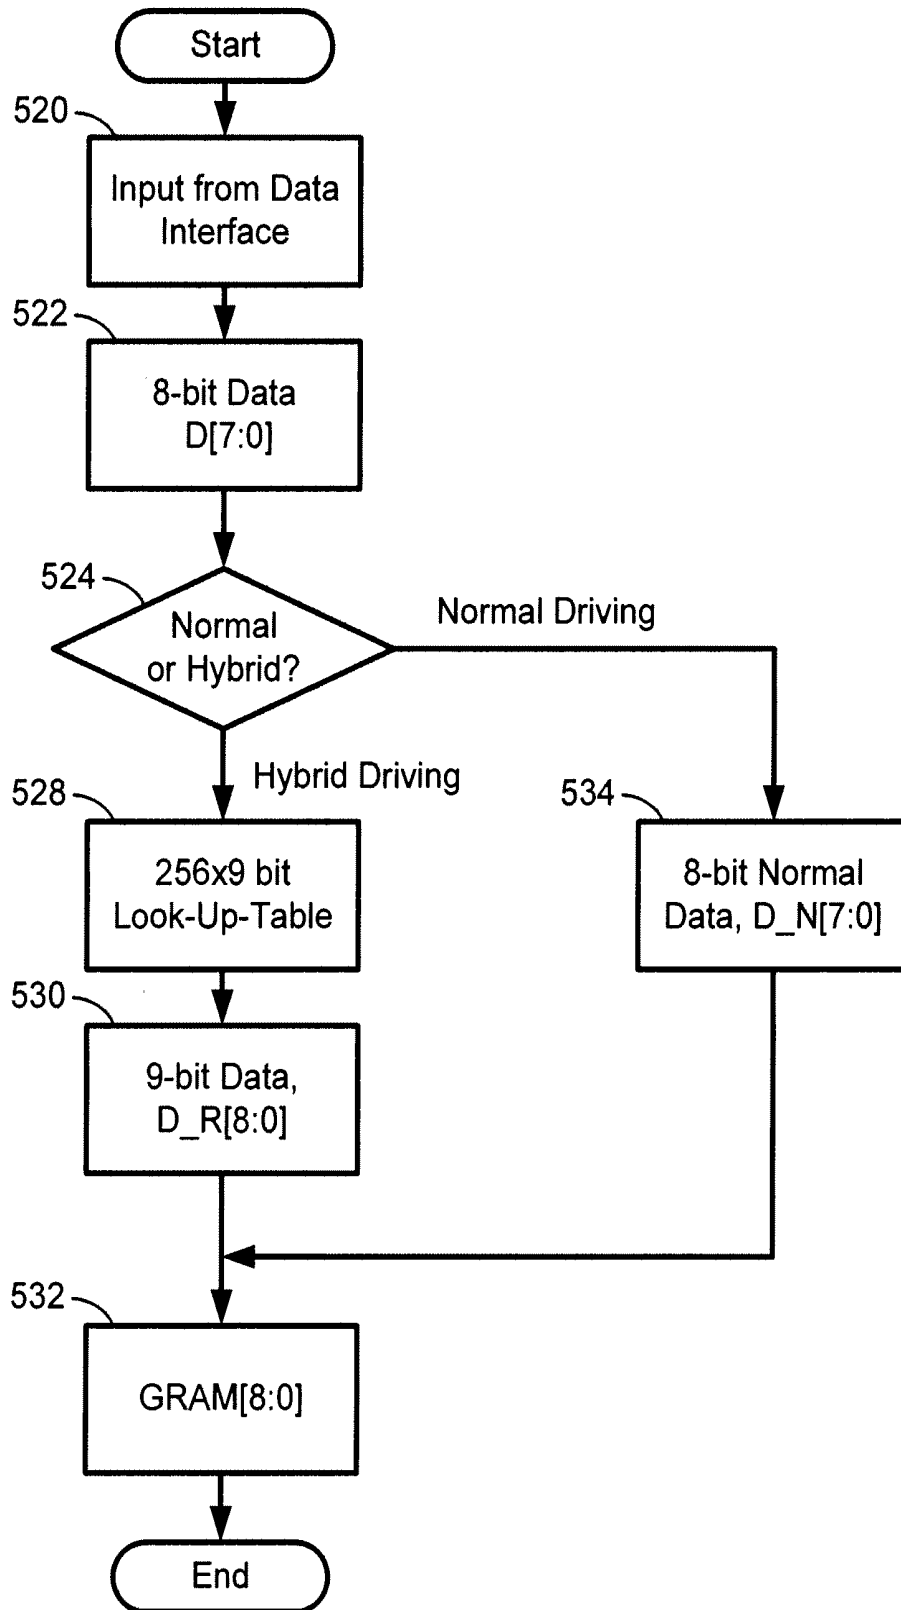 Start
520
Input from Data
Interface
522
8-bit Data
D[7:0]
524
Normal
or Hybrid?
Normal Driving
Hybrid Driving
528
256x9 bit
Look-Up-Table
534
8-bit Normal
Data, D_N[7:0]
530
9-bit Data,
D_R[8:0]
532
GRAM[8:0]
End